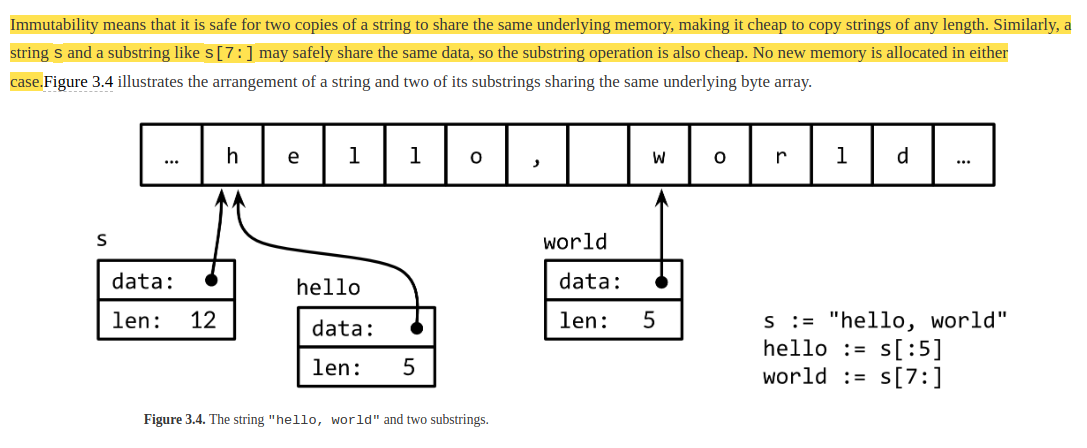 Immutability means that it is safe for two copies of a string to share the same underlying memory, making it cheap to copy strings of any length. Similarly, a
string s and a substring like s[7:] may safely share the same data, so the substring operation is also cheap. No new memory is allocated in either
case.Figure 3.4 illustrates the arrangement of a string and two of its substrings sharing the same underlying byte array.
... h e l l o , w o r l d ...
s
data:
len: 12
hello
data:
len: 5
world
data:
len: 5
s := "hello, world"
hello := s[:5]
world := s[7:]
Figure 3.4. The string "hello, world" and two substrings.